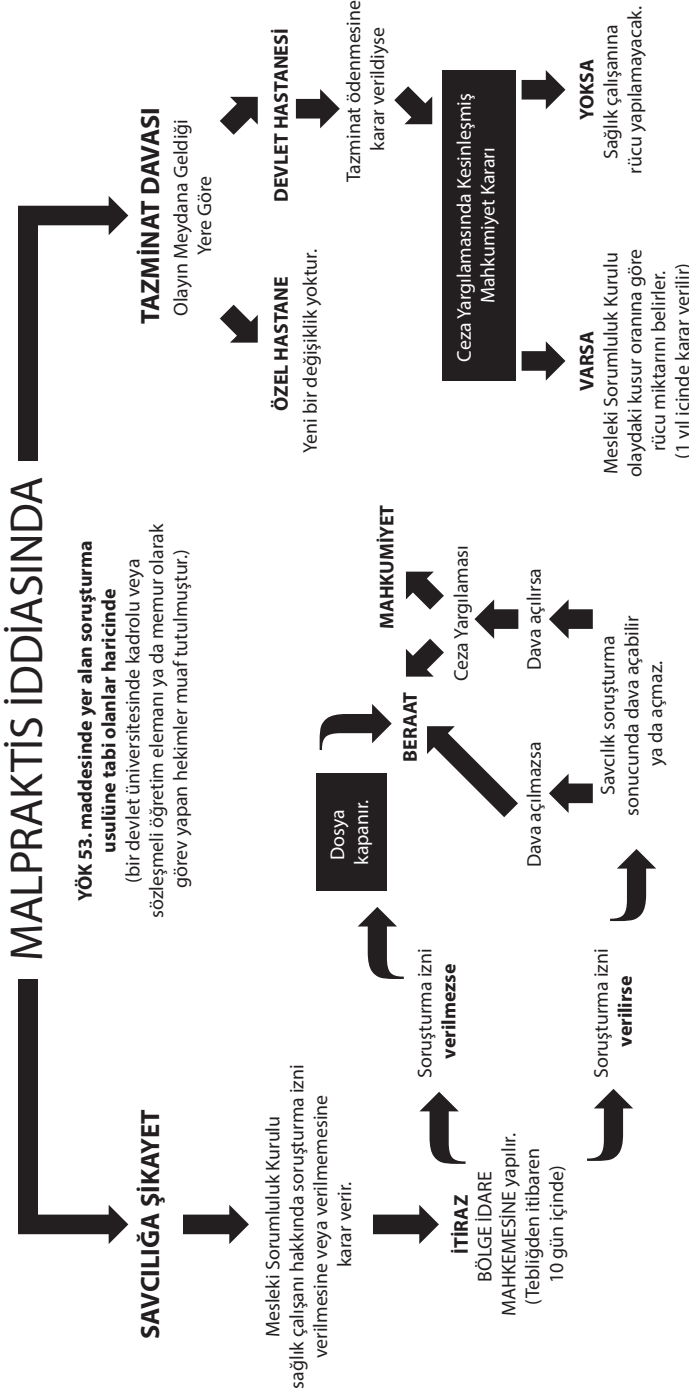 MALPRAKTİS İDDİASINDA
YÖK 53. maddesinde yer alan soruşturma
usulüne tabi olanlar haricinde
(bir devlet üniversitesinde kadrolu veya
sözleşmeli öğretim elemanı ya da memur olarak
görev yapan hekimler muaf tutulmuştur.)
SAVCILIĞA ŞİKAYET
Mesleki Sorumluluk Kurulu
sağlık çalışanı hakkında soruşturma izni
verilmesine veya verilmemesine
karar verir.
İTİRAZ
BÖLGE İDARE
MAHKEMESİNE yapılır.
(Tebliğden itibaren
10 gün içinde)
Soruşturma izni
verilmezse
Dosya
kapanır.
Soruşturma izni
verilirse
Savcılık soruşturma
sonucunda dava açabilir
ya da açmaz.
Dava açılmazsa
Dava açılırsa
Ceza Yargılaması
BERAAT
MAHKUMİYET
TAZMİNAT DAVASI
Olayın Meydana Geldiği
Yere Göre
ÖZEL HASTANE
Yeni bir değişiklik yoktur.
DEVLET HASTANESİ
Tazminat ödenmesine
karar verildiyse
Ceza Yargılamasında Kesinleşmiş
Mahkumiyet Kararı
VARSA
Mesleki Sorumluluk Kurulu
olaydaki kusur oranına göre
rücu miktarını belirler.
(1 yıl içinde karar verilir)
YOKSA
Sağlık çalışanına
rücu yapılamayacak.